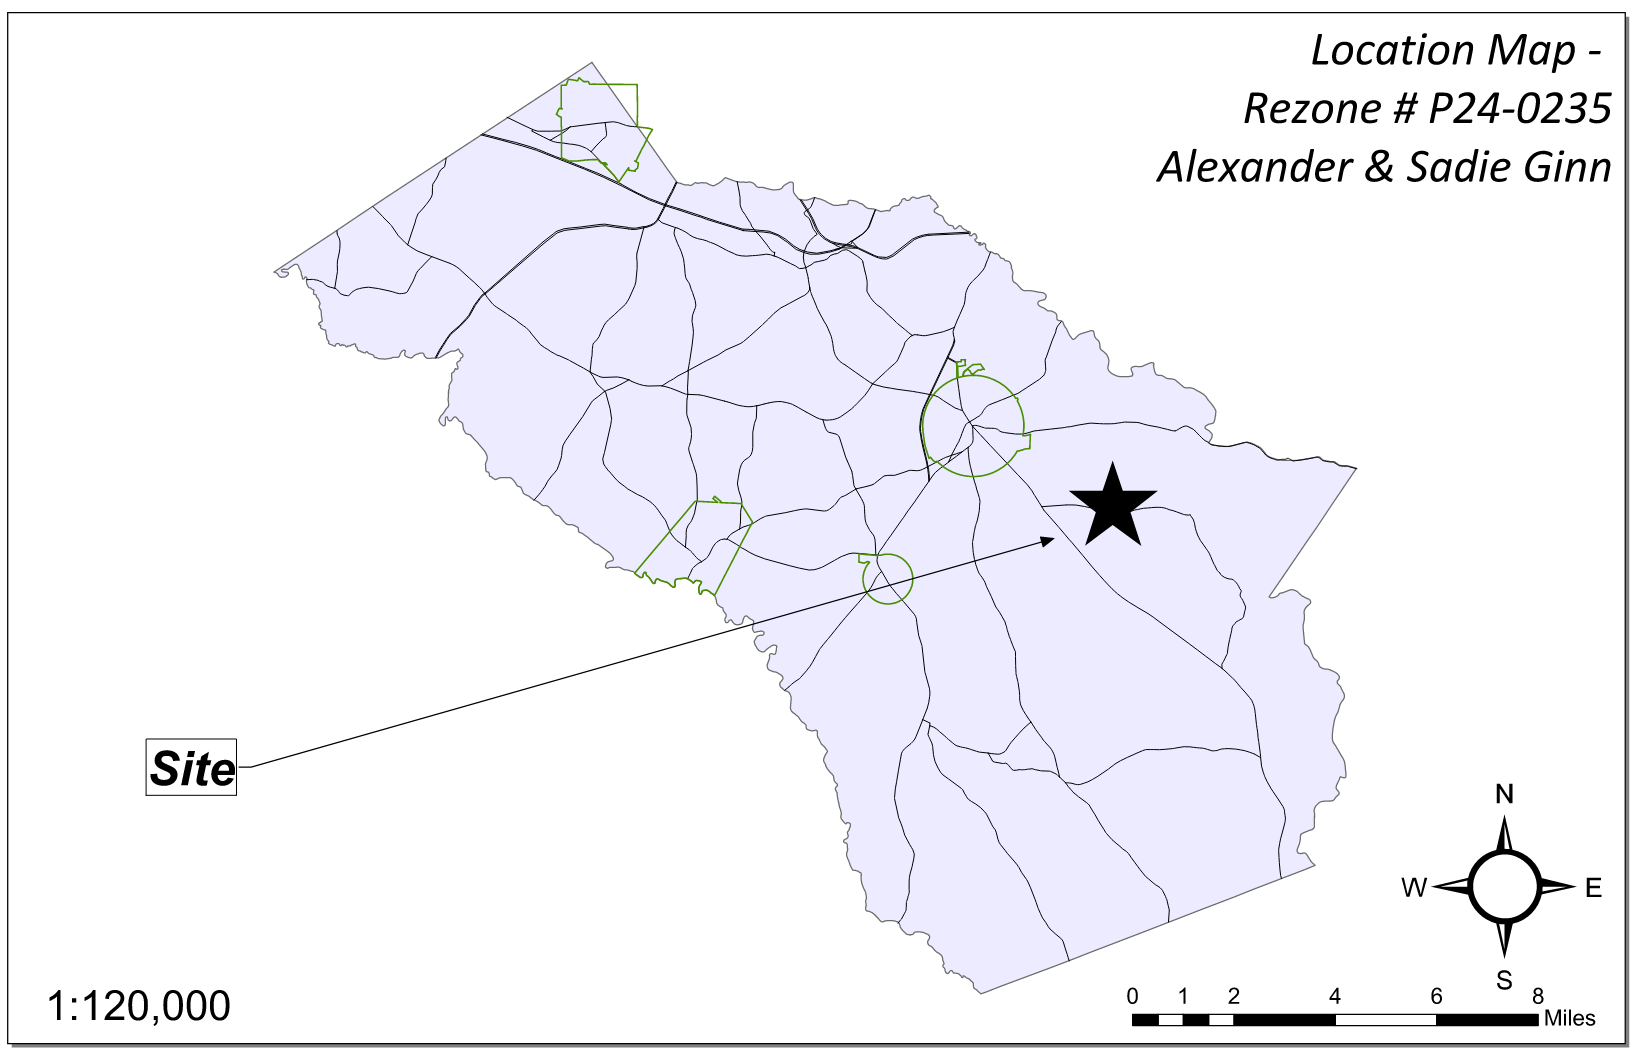 Location Map -
Rezone # P24-0235
Alexander & Sadie Ginn
Site
N
W E
S
1:120,000
0 1 2 4 6 8
Miles